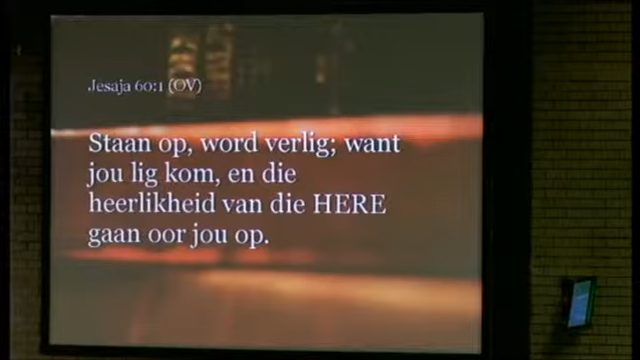 Jesaja 60:1 (OV)
Staan op, word verlig; want
jou lig kom, en die
heerlikheid van die HERE
gaan oor jou op.